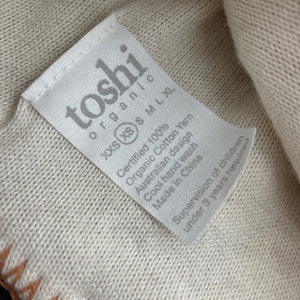 toshi
organic
XXS XS S M L XL
Certified 100%
Organic Cotton Yarn
Australian design
Cool hand wash
Made in China
Supervision of children
under 3 years required